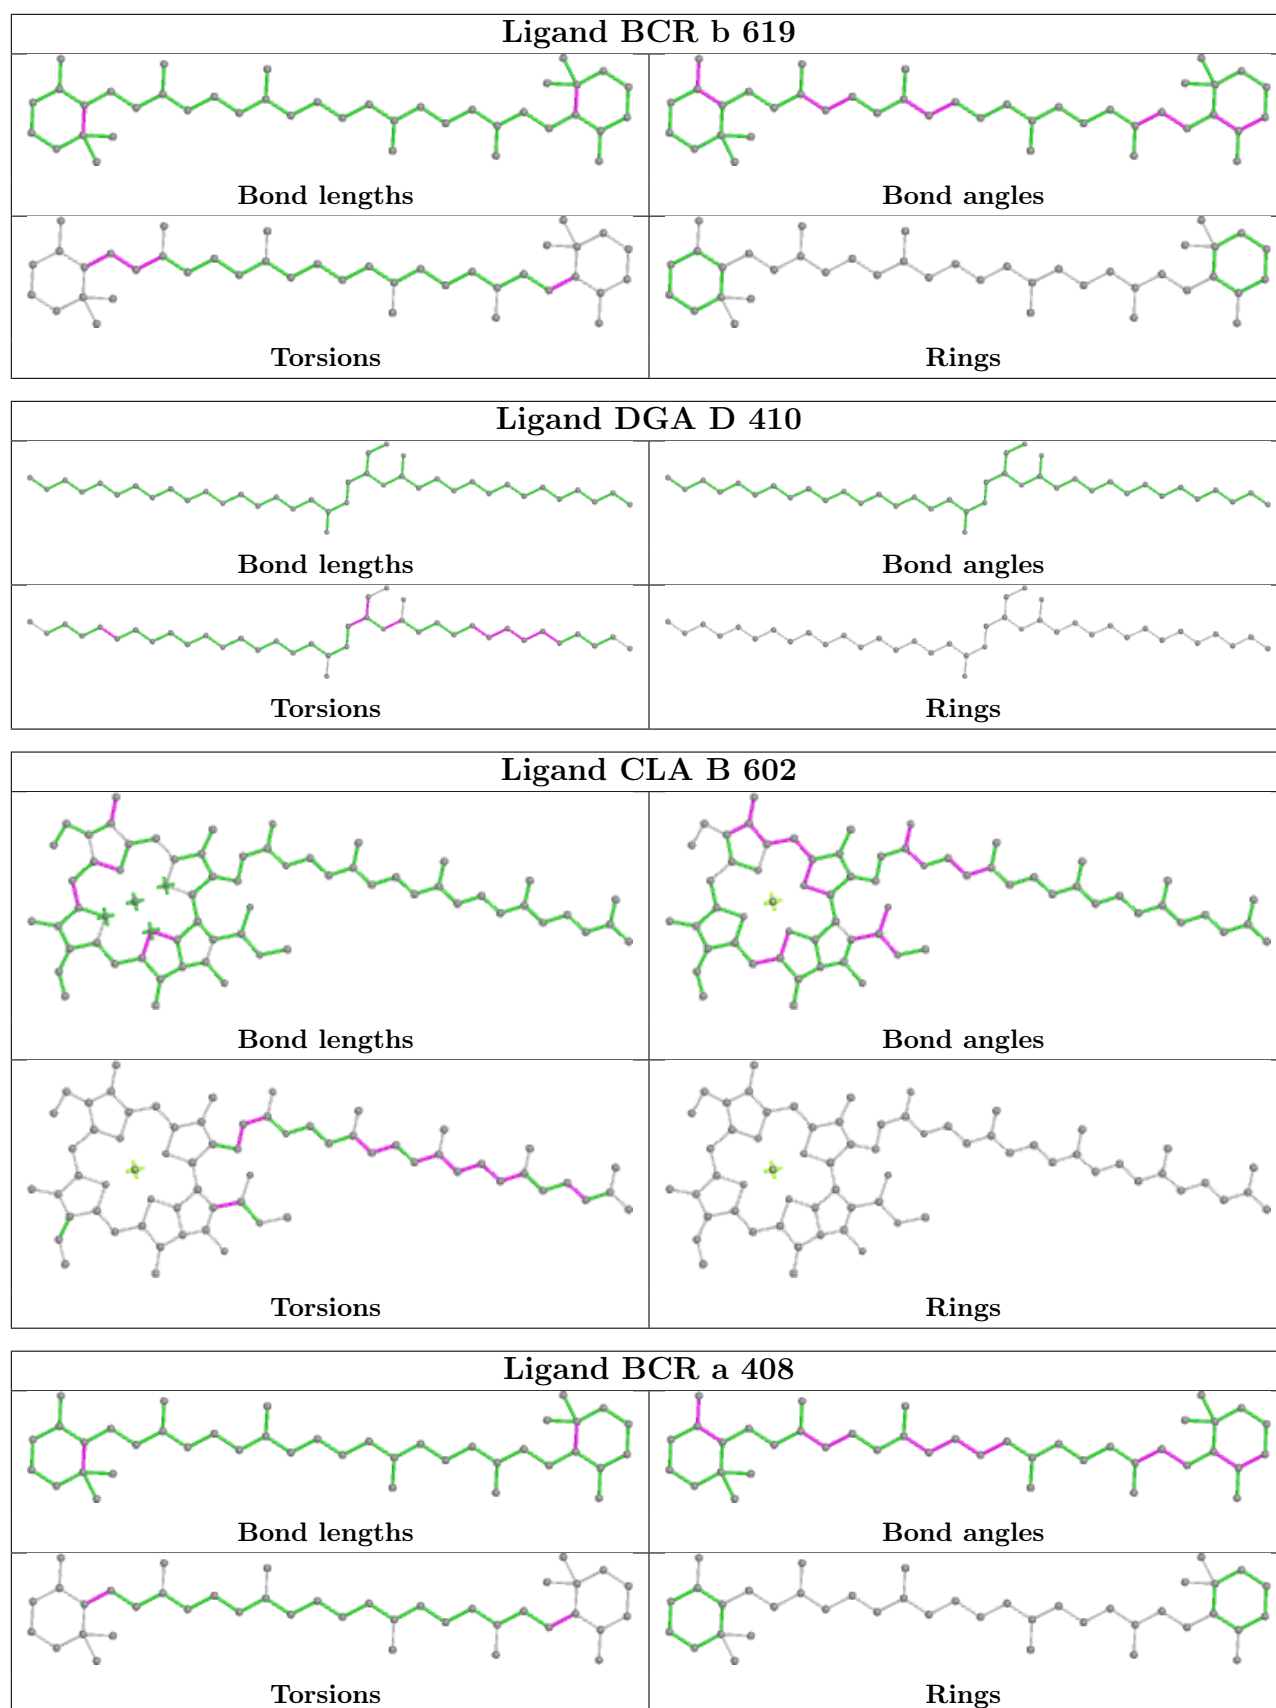 Ligand BCR b 619
Bond lengths Bond angles
Torsions Rings
Ligand DGA D 410
Bond lengths Bond angles
Torsions Rings
Ligand CLA B 602
Bond lengths Bond angles
Torsions Rings
Ligand BCR a 408
Bond lengths Bond angles
Torsions Rings